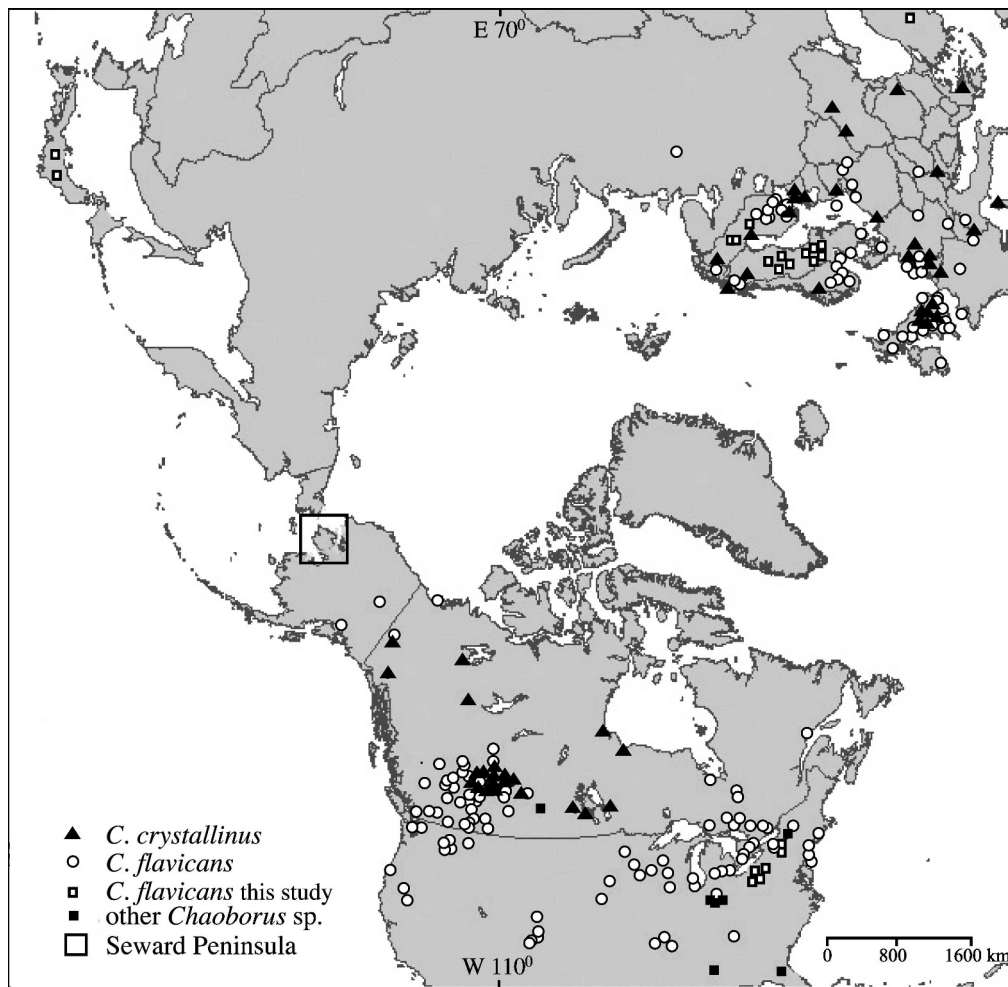 E 70⁰
C. crystallinus
C. flavicans
C. flavicans this study
other Chaoborus sp.
Seward Peninsula
W 110⁰
0 800 1600 km